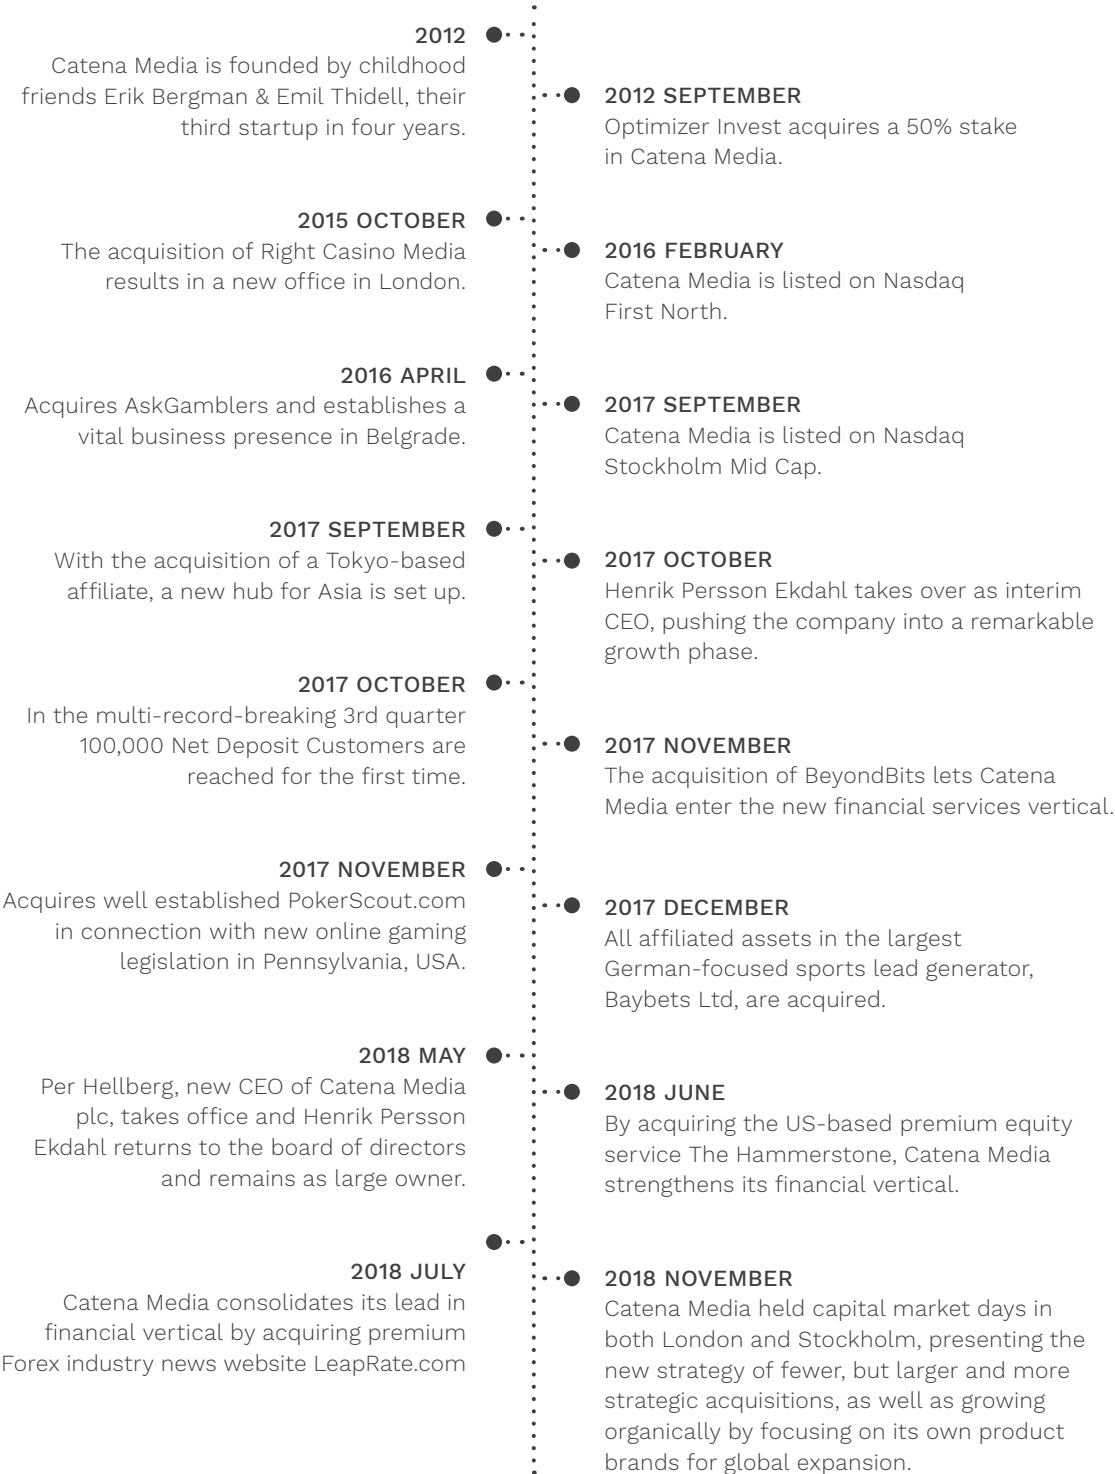 2012
Catena Media is founded by childhood
friends Erik Bergman & Emil Thidell, their
third startup in four years.
2012 SEPTEMBER
Optimizer Invest acquires a 50% stake
in Catena Media.
2015 OCTOBER
The acquisition of Right Casino Media
results in a new office in London.
2016 FEBRUARY
Catena Media is listed on Nasdaq
First North.
2016 APRIL
Acquires AskGamblers and establishes a
vital business presence in Belgrade.
2017 SEPTEMBER
Catena Media is listed on Nasdaq
Stockholm Mid Cap.
2017 SEPTEMBER
With the acquisition of a Tokyo-based
affiliate, a new hub for Asia is set up.
2017 OCTOBER
Henrik Persson Ekdahl takes over as interim
CEO, pushing the company into a remarkable
growth phase.
2017 OCTOBER
In the multi-record-breaking 3rd quarter
100,000 Net Deposit Customers are
reached for the first time.
2017 NOVEMBER
The acquisition of BeyondBits lets Catena
Media enter the new financial services vertical.
2017 NOVEMBER
Acquires well established PokerScout.com
in connection with new online gaming
legislation in Pennsylvania, USA.
2017 DECEMBER
All affiliated assets in the largest
German-focused sports lead generator,
Baybets Ltd, are acquired.
2018 MAY
Per Hellberg, new CEO of Catena Media
plc, takes office and Henrik Persson
Ekdahl returns to the board of directors
and remains as large owner.
2018 JUNE
By acquiring the US-based premium equity
service The Hammerstone, Catena Media
strengthens its financial vertical.
2018 JULY
Catena Media consolidates its lead in
financial vertical by acquiring premium
Forex industry news website LeapRate.com
2018 NOVEMBER
Catena Media held capital market days in
both London and Stockholm, presenting the
new strategy of fewer, but larger and more
strategic acquisitions, as well as growing
organically by focusing on its own product
brands for global expansion.